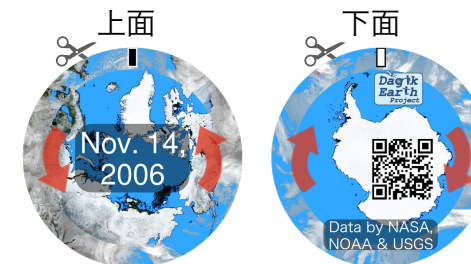 上面
下面
Nov. 14,
2006
Dagik
Earth
Project
Data by NASA,
NOAA & USGS